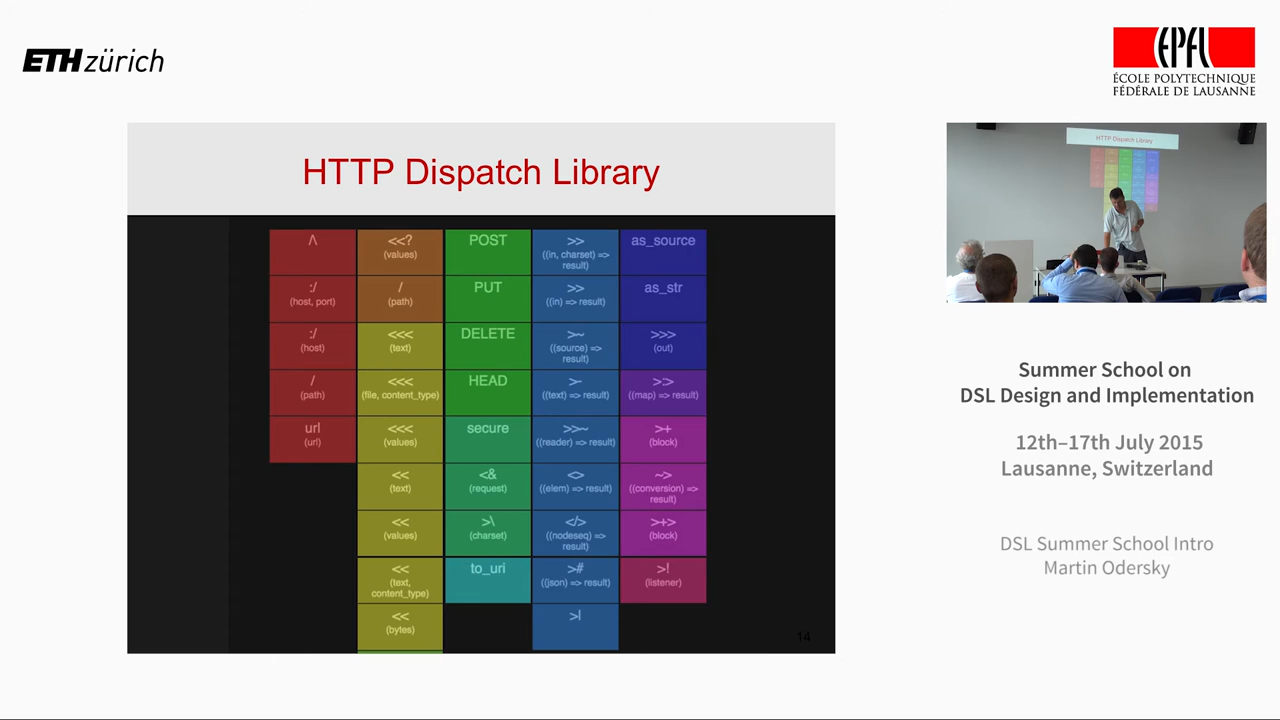 ETH zürich
EPFL
ÉCOLE POLYTECHNIQUE
FÉDÉRALE DE LAUSANNE
HTTP Dispatch Library
/\
:/
(host, port)
:/
(host)
/
(path)
url
(url)
<<?
(values)
/
(path)
<<<
(text)
<<<
(file, content_type)
<<<
(values)
<<
(text)
<<
(values)
<<
(text,
content_type)
<<
(bytes)
POST
PUT
DELETE
HEAD
secure
<&
(request)
>\
(charset)
to_uri
>>
((in, charset) =>
result)
>>
((in) => result)
>~
((source) =>
result)
>-
((text) => result)
>>~
((reader) => result)
<>
((elem) => result)
</>
((nodeseq) =>
result)
>#
((json) => result)
>|
as_source
as_str
>>>
(out)
>:>
((map) => result)
>+
(block)
~>
((conversion) =>
result)
>+>
(block)
>!
(listener)
14
HTTP Dispatch Library
Summer School on
DSL Design and Implementation
12th–17th July 2015
Lausanne, Switzerland
DSL Summer School Intro
Martin Odersky